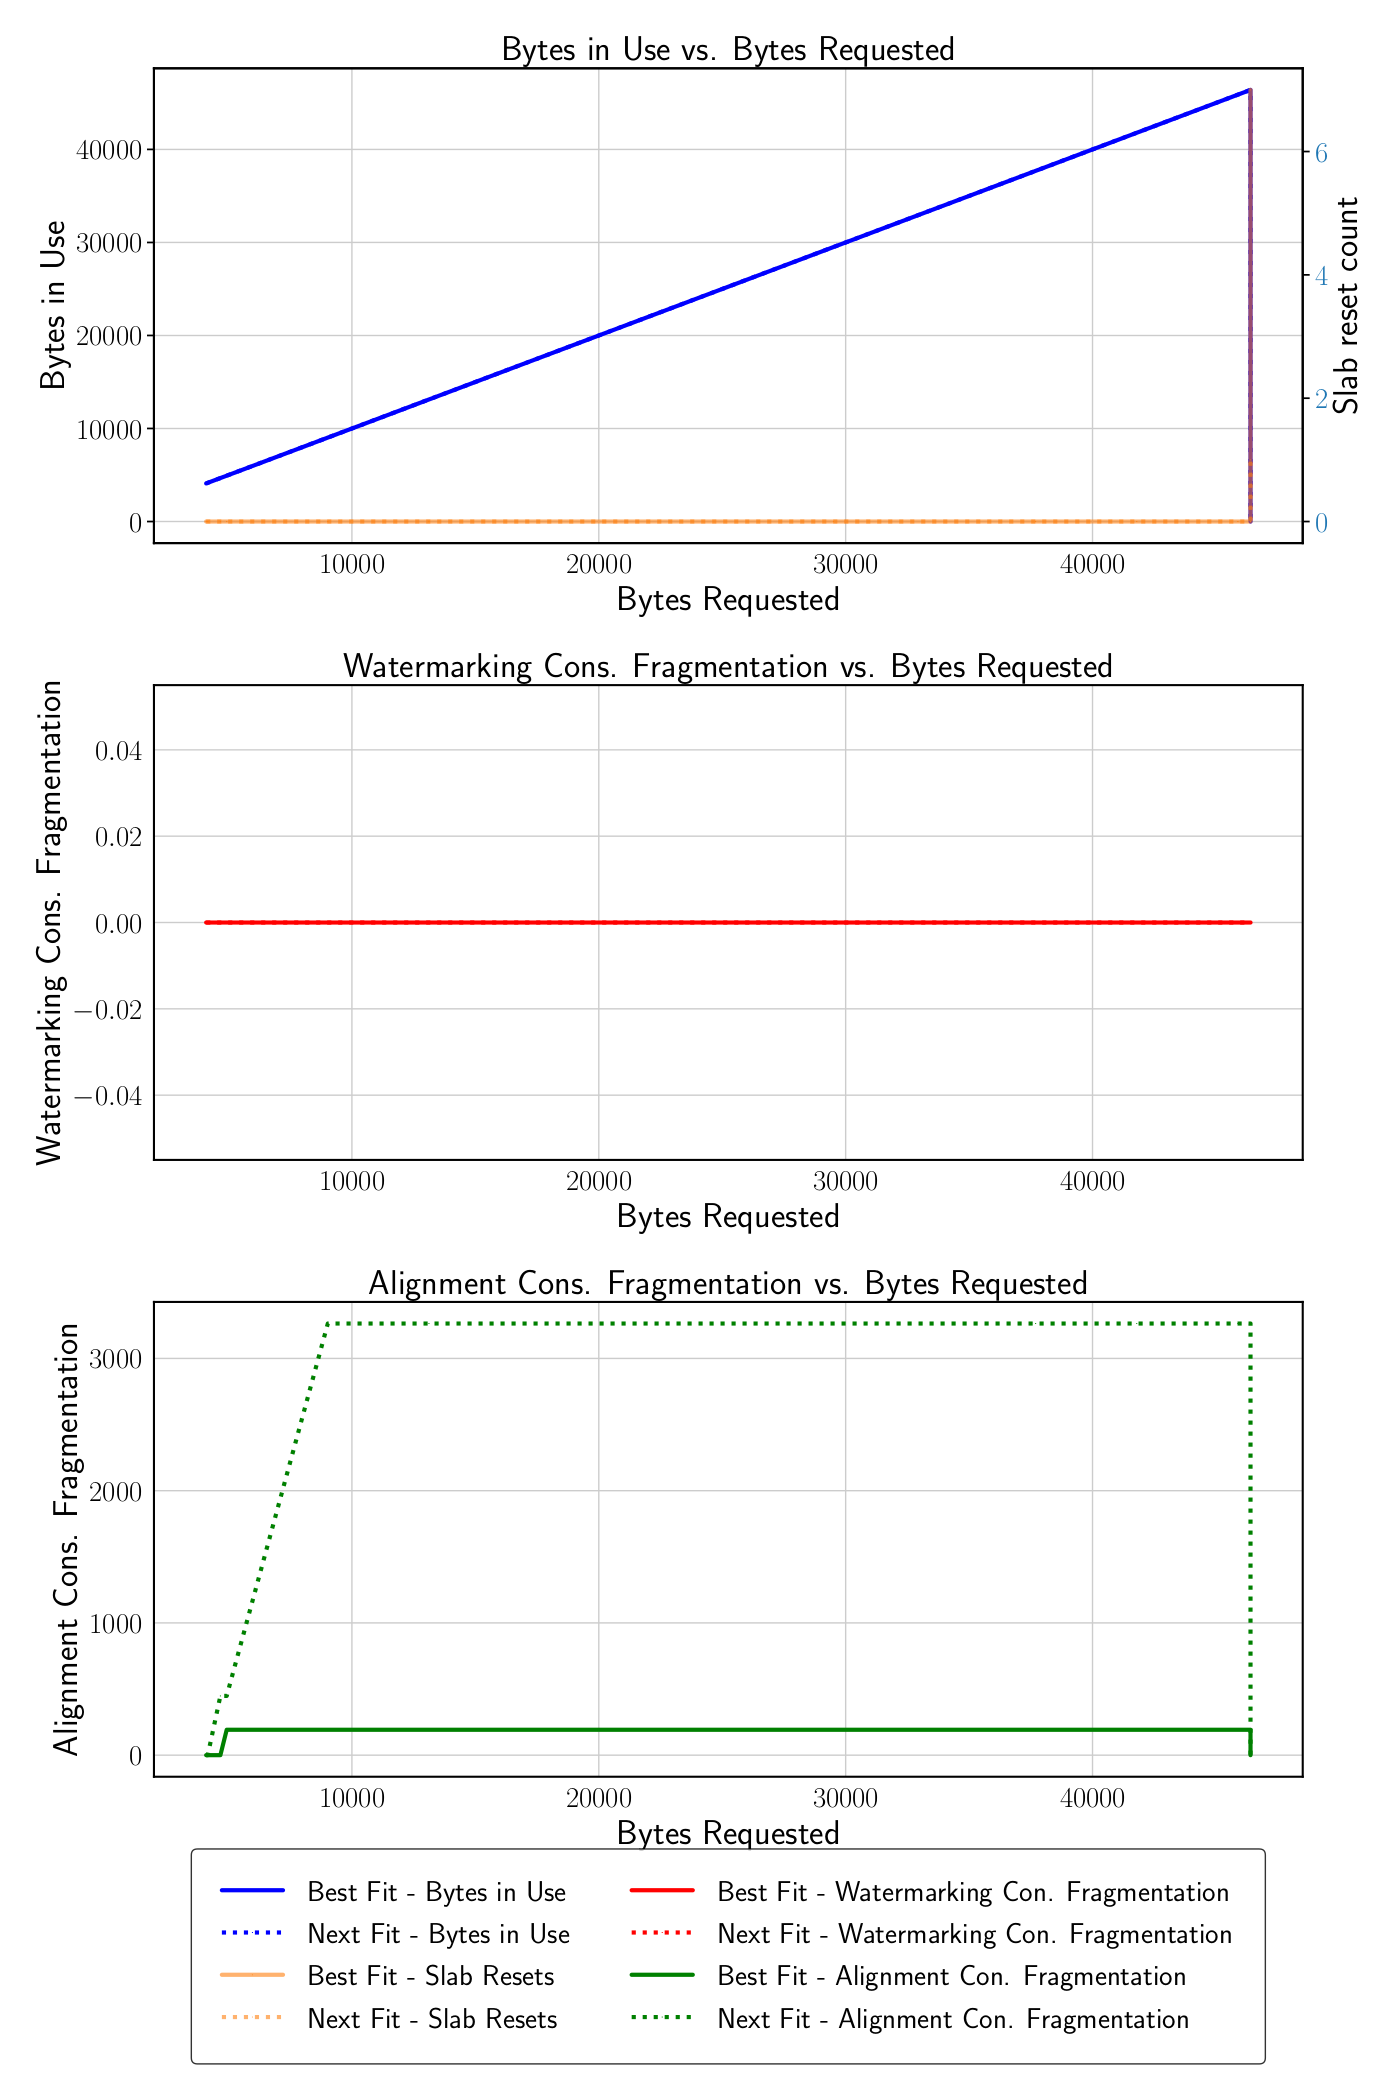 Bytes in Use vs. Bytes Requested
40000
30000
20000
10000
0
Bytes in Use
6
4
2
0
Slab reset count
10000 20000 30000 40000
Bytes Requested
Watermarking Cons. Fragmentation vs. Bytes Requested
0.04
0.02
0.00
−0.02
−0.04
Watermarking Cons. Fragmentation
10000 20000 30000 40000
Bytes Requested
Alignment Cons. Fragmentation vs. Bytes Requested
3000
2000
1000
0
Alignment Cons. Fragmentation
10000 20000 30000 40000
Bytes Requested
Best Fit - Bytes in Use
Next Fit - Bytes in Use
Best Fit - Slab Resets
Next Fit - Slab Resets
Best Fit - Watermarking Con. Fragmentation
Next Fit - Watermarking Con. Fragmentation
Best Fit - Alignment Con. Fragmentation
Next Fit - Alignment Con. Fragmentation